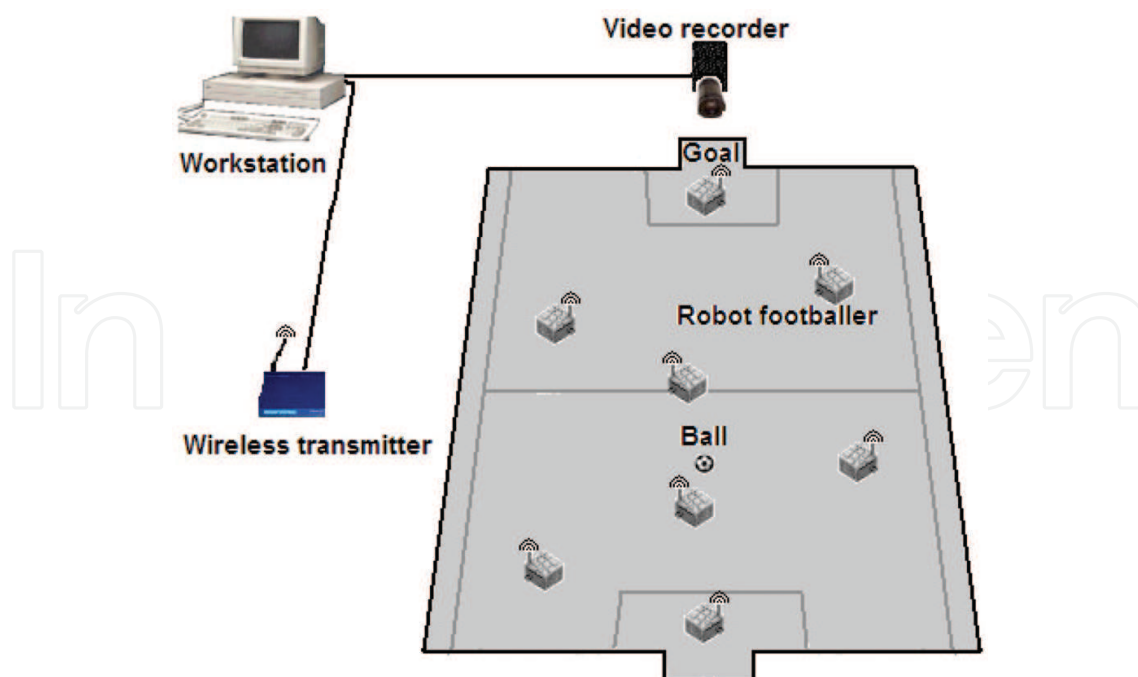 Video recorder
Workstation
Goal
Robot footballer
Wireless transmitter
Ball